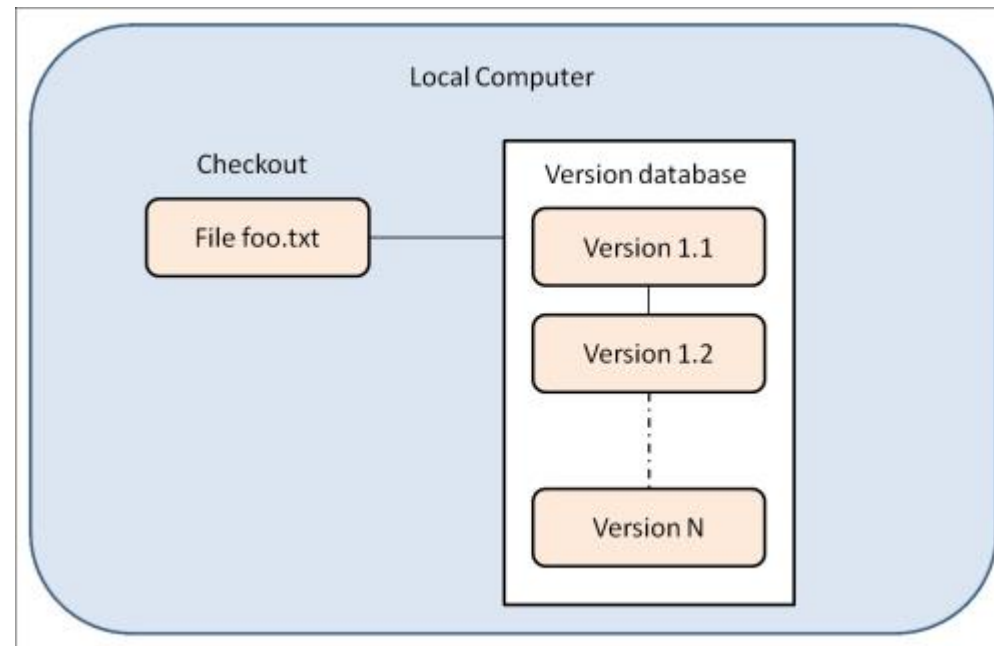 Local Computer
Checkout
File foo.txt
Version database
Version 1.1
Version 1.2
Version N